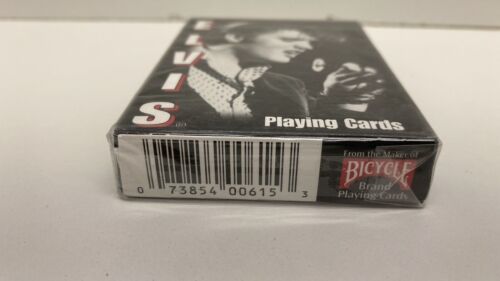 ELVIS®
Playing Cards
0 73854 00615 3
From the Maker of
BICYCLE
Brand
Playing Cards